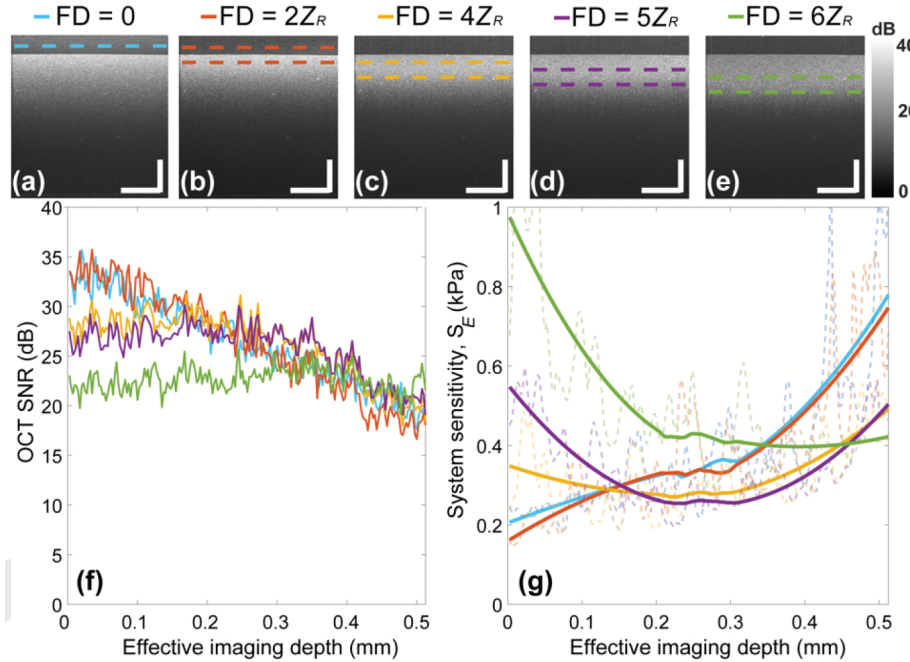 FD = 0 FD = 2Z_R FD = 4Z_R FD = 5Z_R FD = 6Z_R
dB
40
20
0
(a) (b) (c) (d) (e)
40
35
30
25
20
15
10
5
0
OCT SNR (dB)
(f)
0 0.1 0.2 0.3 0.4 0.5
Effective imaging depth (mm)
1
0.8
0.6
0.4
0.2
0
System sensitivity, S_E (kPa)
(g)
0 0.1 0.2 0.3 0.4 0.5
Effective imaging depth (mm)